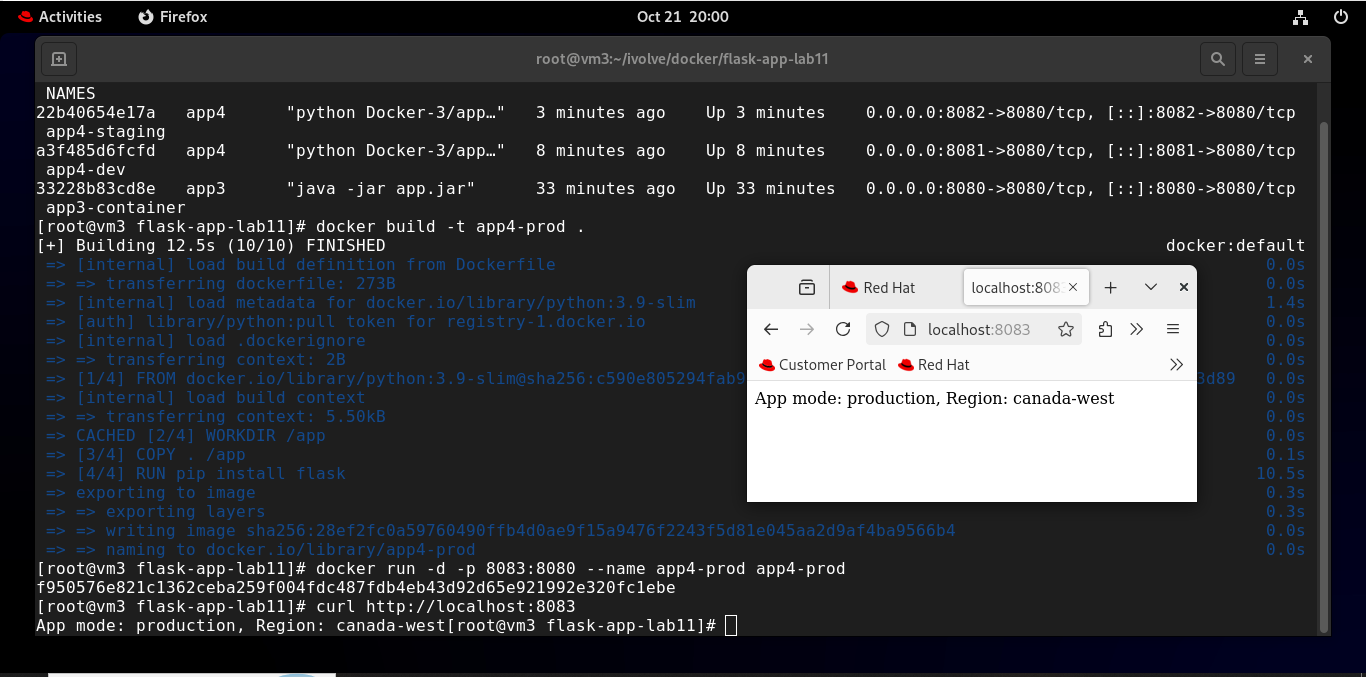 Activities Firefox Oct 21 20:00
root@vm3:~/ivolve/docker/flask-app-lab11
NAMES
22b40654e17a app4 "python Docker-3/app…" 3 minutes ago Up 3 minutes 0.0.0.0:8082->8080/tcp, [::]:8082->8080/tcp
app4-staging
a3f485d6fcfd app4 "python Docker-3/app…" 8 minutes ago Up 8 minutes 0.0.0.0:8081->8080/tcp, [::]:8081->8080/tcp
app4-dev
33228b83cd8e app3 "java -jar app.jar" 33 minutes ago Up 33 minutes 0.0.0.0:8080->8080/tcp, [::]:8080->8080/tcp
app3-container
[root@vm3 flask-app-lab11]# docker build -t app4-prod .
[+] Building 12.5s (10/10) FINISHED docker:default
=> [internal] load build definition from Dockerfile 0.0s
=> => transferring dockerfile: 273B 0.0s
=> [internal] load metadata for docker.io/library/python:3.9-slim 1.4s
=> [auth] library/python:pull token for registry-1.docker.io 0.0s
=> [internal] load .dockerignore 0.0s
=> => transferring context: 2B 0.0s
=> [1/4] FROM docker.io/library/python:3.9-slim@sha256:c590e805294fab9 3d89 0.0s
=> [internal] load build context 0.0s
=> => transferring context: 5.50kB 0.0s
=> CACHED [2/4] WORKDIR /app 0.0s
=> [3/4] COPY . /app 0.1s
=> [4/4] RUN pip install flask 10.5s
=> exporting to image 0.3s
=> => exporting layers 0.3s
=> => writing image sha256:28ef2fc0a59760490ffb4d0ae9f15a9476f2243f5d81e045aa2d9af4ba9566b4 0.0s
=> => naming to docker.io/library/app4-prod 0.0s
[root@vm3 flask-app-lab11]# docker run -d -p 8083:8080 --name app4-prod app4-prod
f950576e821c1362ceba259f004fdc487fdb4eb43d92d65e921992e320fc1ebe
[root@vm3 flask-app-lab11]# curl http://localhost:8083
App mode: production, Region: canada-west[root@vm3 flask-app-lab11]#
Red Hat localhost:808
localhost:8083
Customer Portal Red Hat
App mode: production, Region: canada-west